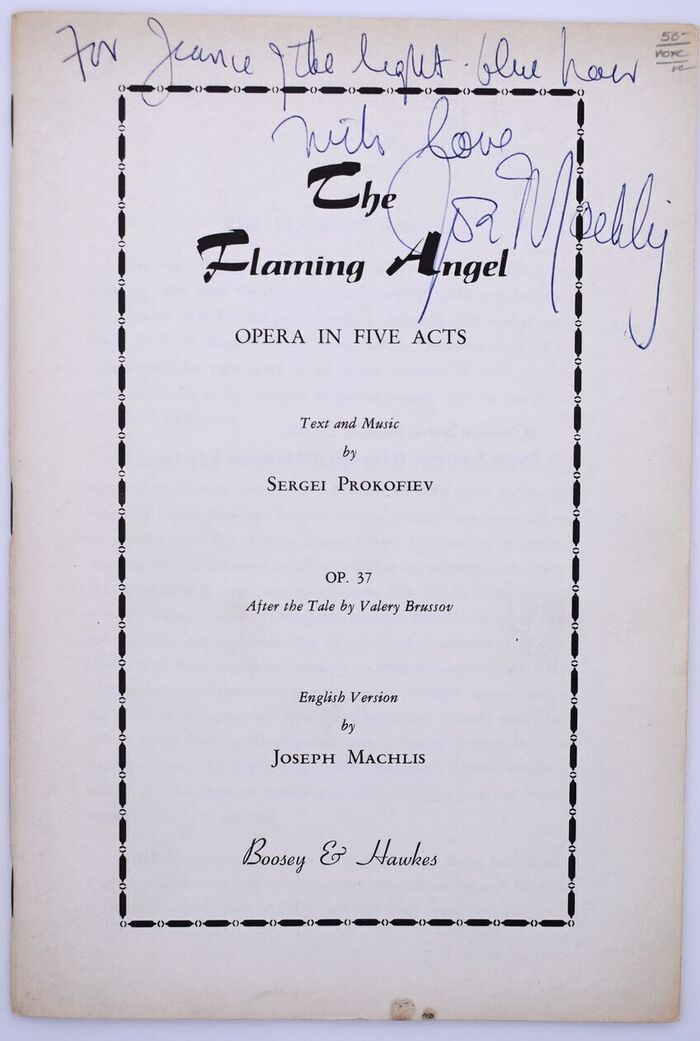 For Jeanne of the light-blue hair
50-
with love
Joe Machlis
The
Flaming Angel
OPERA IN FIVE ACTS
Text and Music
by
SERGEI PROKOFIEV
OP. 37
After the Tale by Valery Brussov
English Version
by
JOSEPH MACHLIS
Boosey & Hawkes